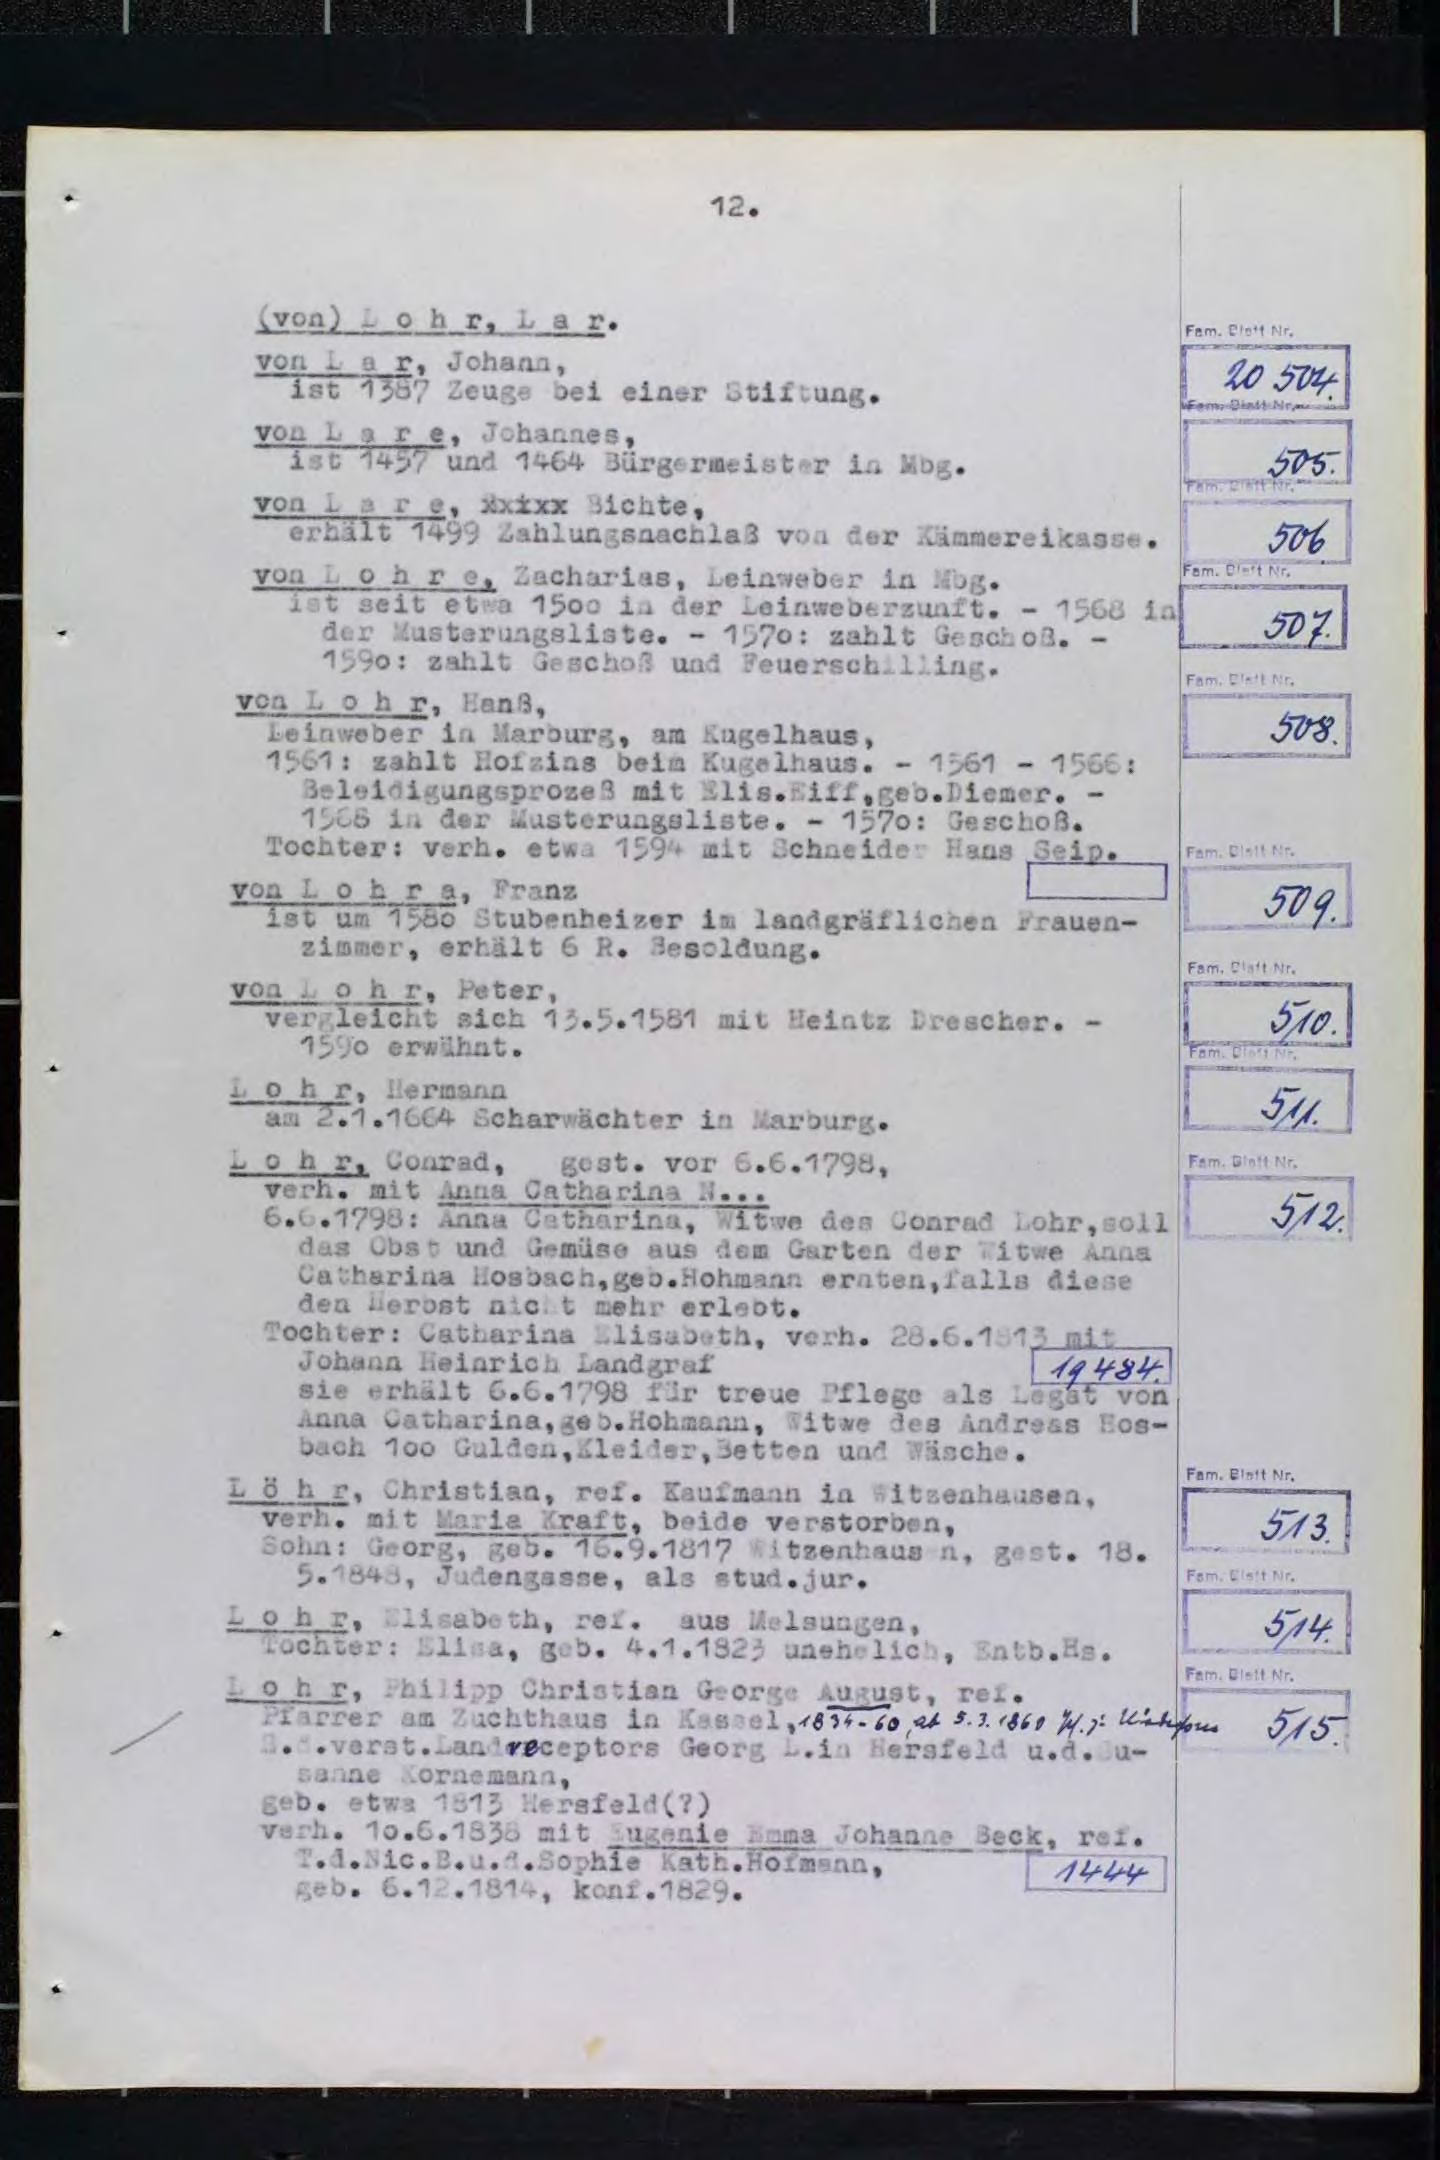 12.
(von) L o h r, L a r.
Fam. Blatt Nr.
von L a r, Johann,
20 504.
ist 1387 Zeuge bei einer Stiftung.
Fam. Blatt Nr.
von L a r e, Johannes,
505.
ist 1457 und 1464 Bürgermeister in Mbg.
Fam. Blatt Nr.
von L a r e, xxixx Bichte,
506
erhält 1499 Zahlungsnachlaß von der Kämmereikasse.
Fam. Blatt Nr.
von L o h r e, Zacharias, Leinweber in Mbg.
ist seit etwa 1500 in der Leinweberzunft. - 1568 in
507.
der Musterungsliste. - 1570: zahlt Geschoß. -
1590: zahlt Geschoß und Feuerschilling.
Fam. Blatt Nr.
von L o h r, Hanß,
508.
Leinweber in Marburg, am Kugelhaus,
1561: zahlt Hofzins beim Kugelhaus. - 1561 - 1566:
Beleidigungsprozeß mit Elis.Eiff,geb.Diemer. -
1568 in der Musterungsliste. - 1570: Geschoß.
Tochter: verh. etwa 1594 mit Schneider Hans Seip.
Fam. Blatt Nr.
von L o h r a, Franz
509.
ist um 1580 Stubenheizer im landgräflichen Frauen-
zimmer, erhält 6 R. Besoldung.
Fam. Blatt Nr.
von L o h r, Peter,
510.
vergleicht sich 13.5.1581 mit Heintz Drescher. -
1590 erwähnt.
Fam. Blatt Nr.
L o h r, Hermann
511.
am 2.1.1664 Scharwächter in Marburg.
Fam. Blatt Nr.
L o h r, Conrad, gest. vor 6.6.1798,
verh. mit Anna Catharina N...
512.
6.6.1798: Anna Catharina, Witwe des Conrad Lohr,soll
das Obst und Gemüse aus dem Garten der Witwe Anna
Catharina Hosbach,geb.Hohmann ernten,falls diese
den Herbst nicht mehr erlebt.
Tochter: Catharina Elisabeth, verh. 28.6.1813 mit
Johann Heinrich Landgraf
19 484.
sie erhält 6.6.1798 für treue Pflege als Legat von
Anna Catharina,geb.Hohmann, Witwe des Andreas Hos-
bach 100 Gulden,Kleider,Betten und Wäsche.
Fam. Blatt Nr.
L ö h r, Christian, ref. Kaufmann in Witzenhausen,
513.
verh. mit Maria Kraft, beide verstorben,
Sohn: Georg, geb. 16.9.1817 Witzenhausen, gest. 18.
5.1848, Judengasse, als stud.jur.
Fam. Blatt Nr.
L o h r, Elisabeth, ref. aus Melsungen,
514.
Tochter: Elisa, geb. 4.1.1823 unehelich, Entb.Hs.
Fam. Blatt Nr.
L o h r, Philipp Christian George August, ref.
515.
Pfarrer am Zuchthaus in Kassel, 1834-60, ab 5.3.1860
S.d.verst.Landreceptors Georg L.in Hersfeld u.d.Su-
sanne Kornemann,
geb. etwa 1813 Hersfeld(?)
verh. 10.6.1838 mit Eugenie Emma Johanne Beck, ref.
T.d.Nic.B.u.d.Sophie Kath.Hofmann,
1444
geb. 6.12.1814, konf.1829.